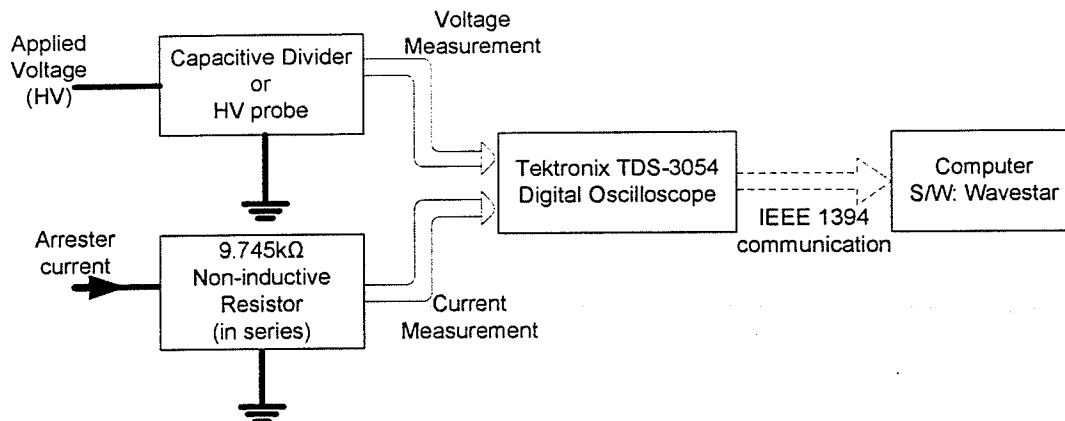 Applied
Voltage
(HV)
Capacitive Divider
or
HV probe
Voltage
Measurement
Arrester
current
9.745kΩ
Non-inductive
Resistor
(in series)
Current
Measurement
Tektronix TDS-3054
Digital Oscilloscope
IEEE 1394
communication
Computer
S/W: Wavestar